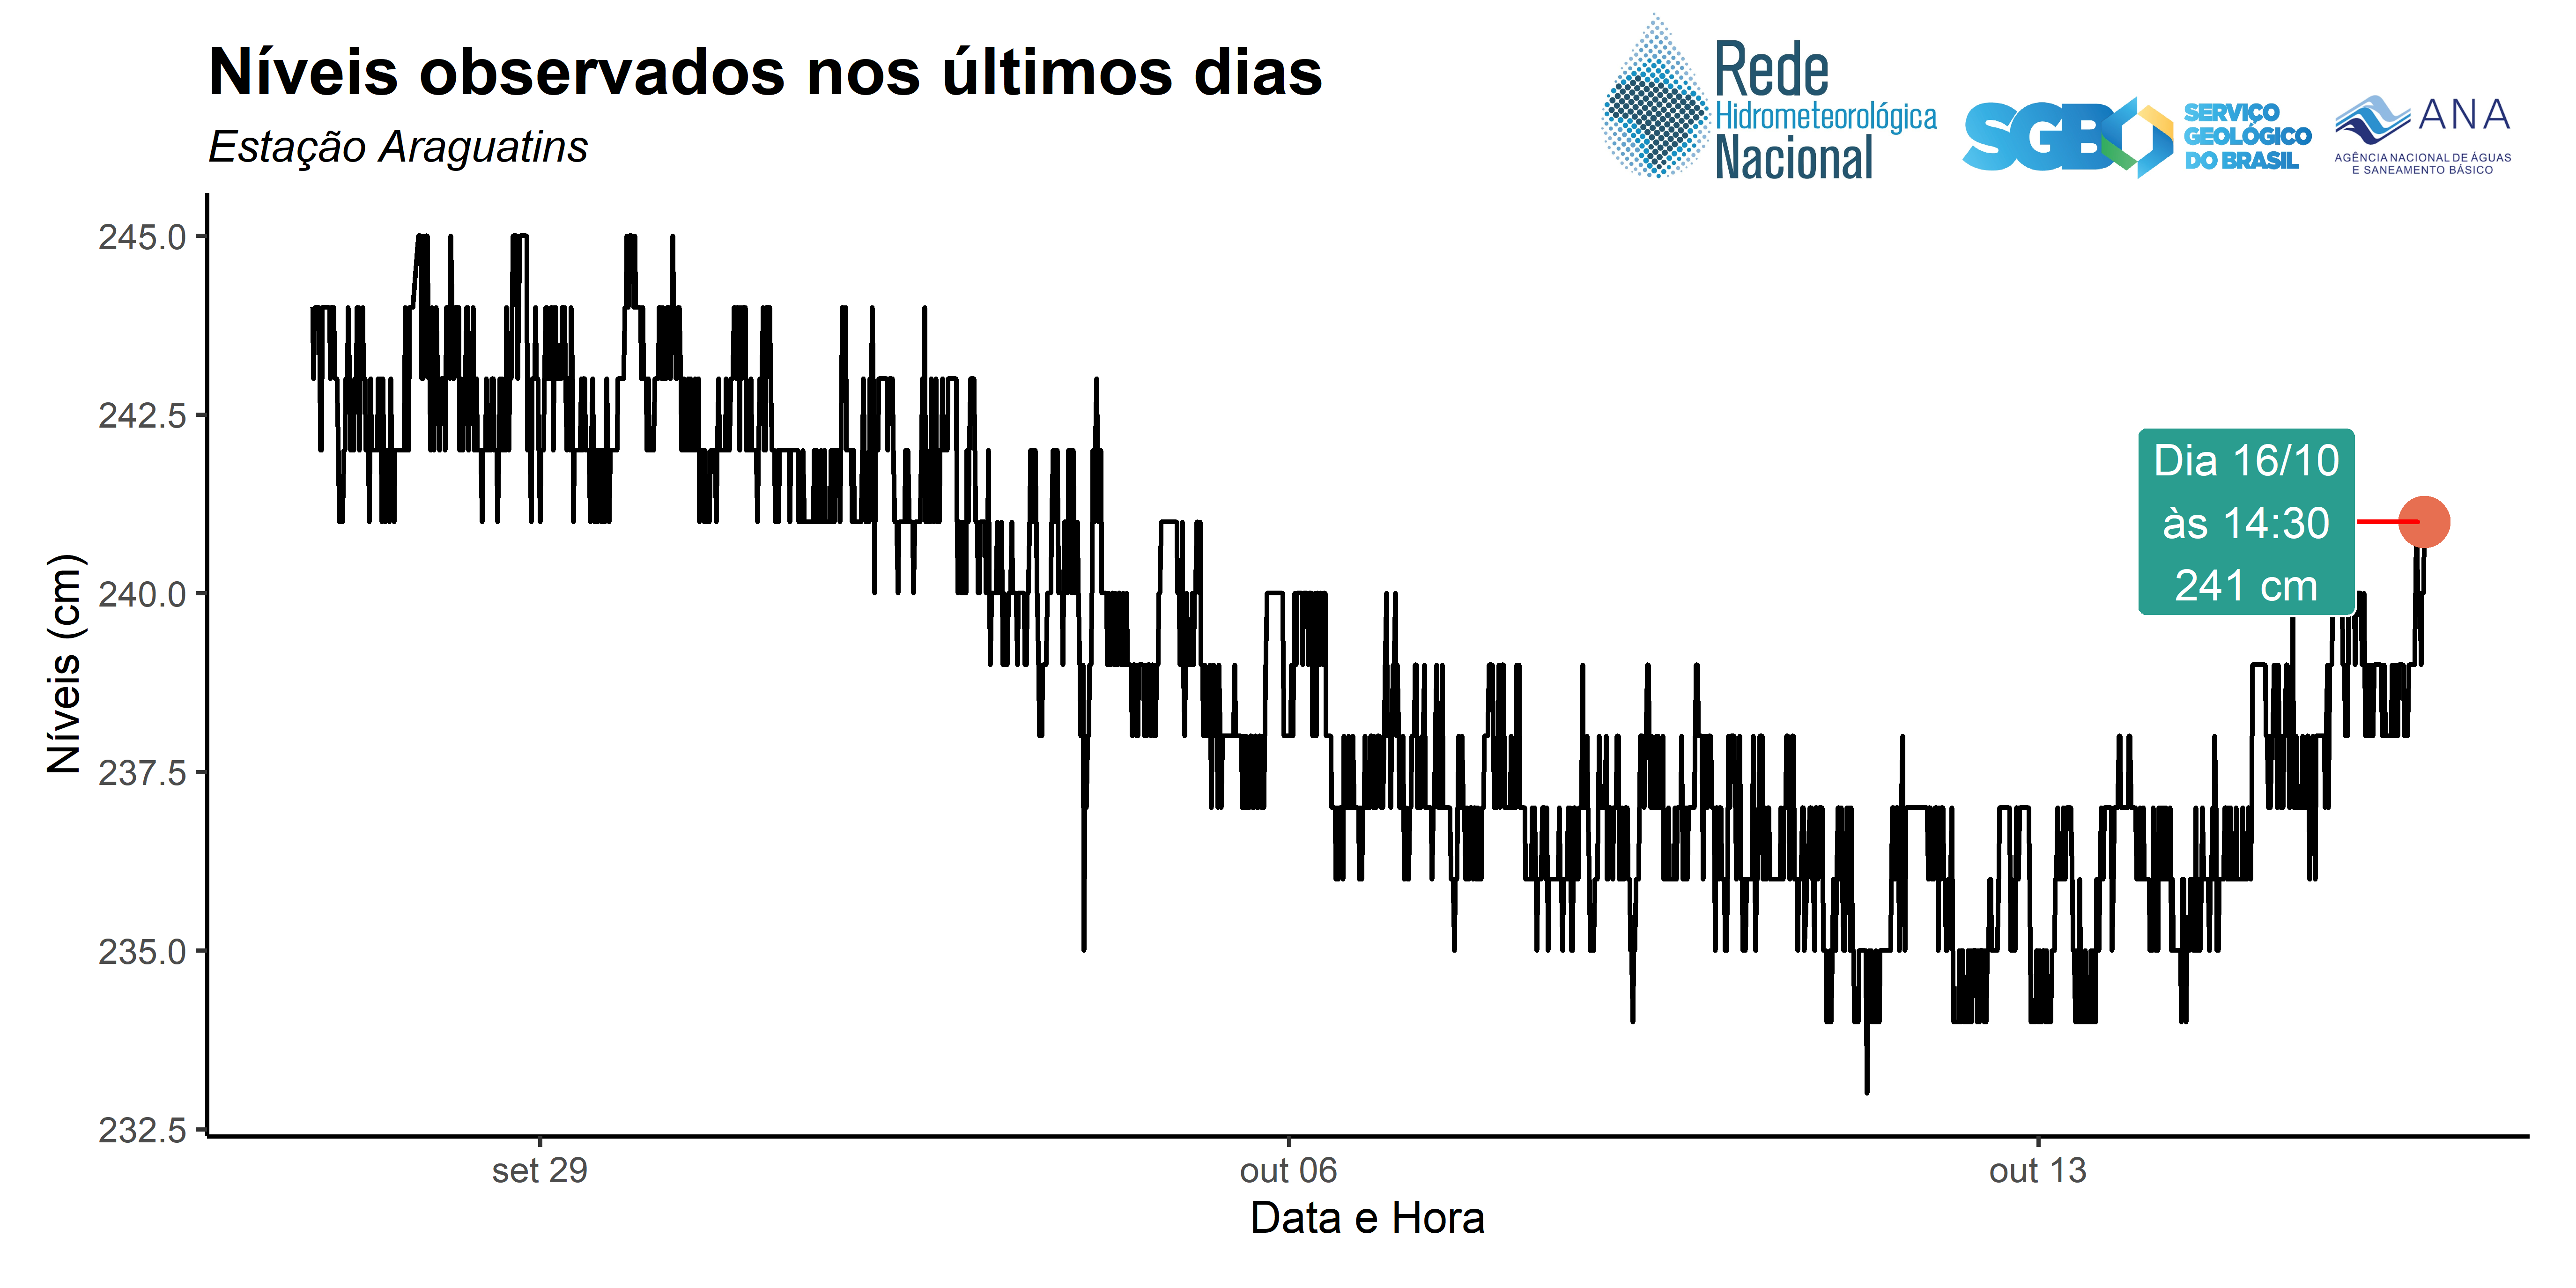 Níveis observados nos últimos dias
Estação Araguatins
Rede
Hidrometeorológica
Nacional
SGB
SERVIÇO
GEOLÓGICO
DO BRASIL
ANA
AGÊNCIA NACIONAL DE ÁGUAS
E SANEAMENTO BÁSICO
245.0
242.5
240.0
237.5
235.0
232.5
Níveis (cm)
Dia 16/10
às 14:30
241 cm
set 29
out 06
out 13
Data e Hora